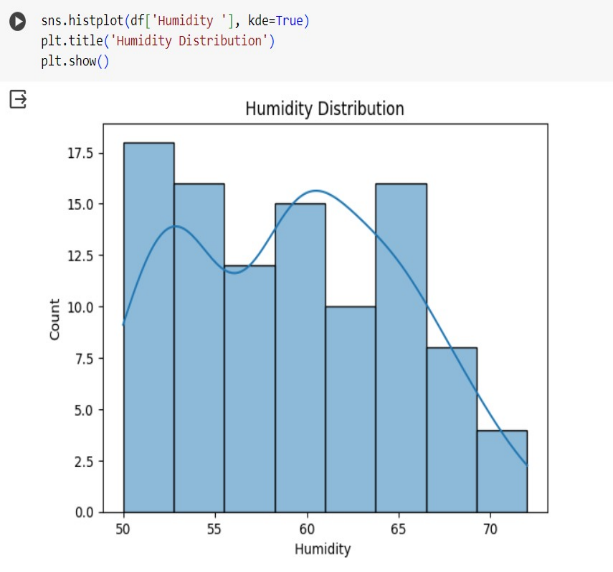 sns.histplot(df['Humidity '], kde=True)
plt.title('Humidity Distribution')
plt.show()
Humidity Distribution
17.5
15.0
12.5
10.0
7.5
5.0
2.5
0.0
Count
50 55 60 65 70
Humidity